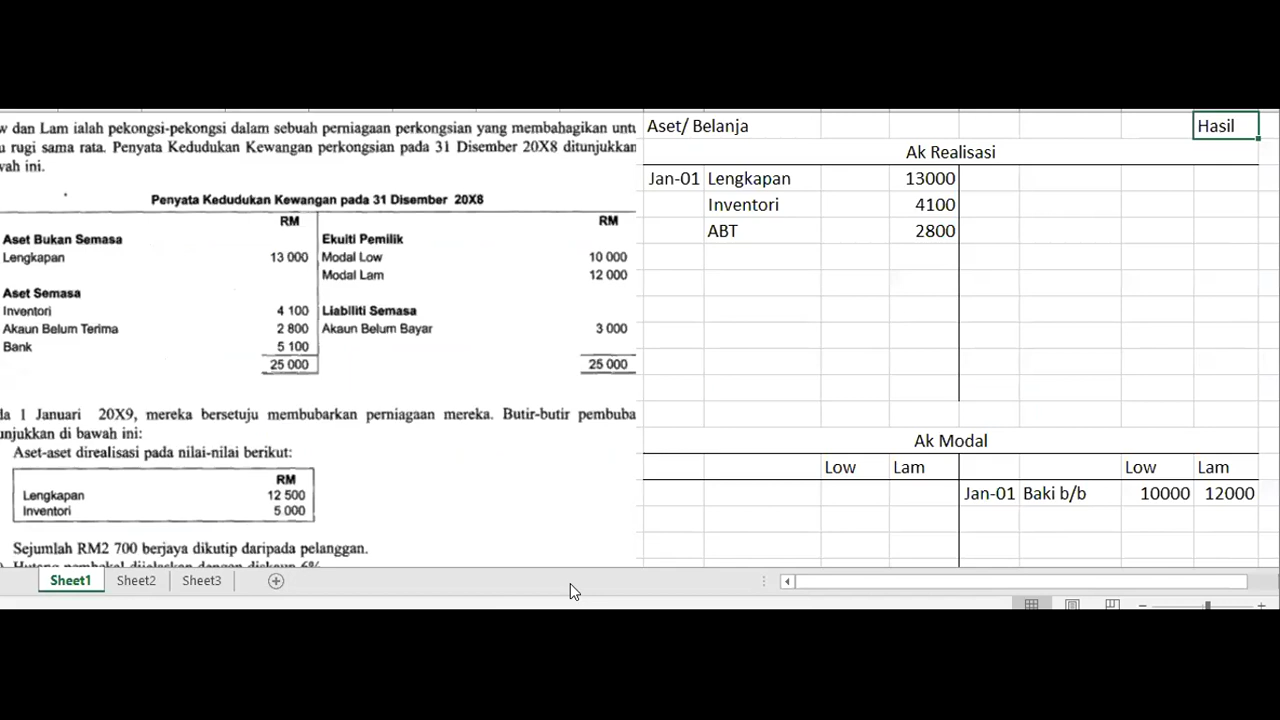 w dan Lam ialah pekongsi-pekongsi dalam sebuah perniagaan perkongsian yang membahagikan untu
u rugi sama rata. Penyata Kedudukan Kewangan perkongsian pada 31 Disember 20X8 ditunjukkan
wah ini.
Penyata Kedudukan Kewangan pada 31 Disember 20X8
RM RM
Aset Bukan Semasa Ekuiti Pemilik
Lengkapan 13 000 Modal Low 10 000
Modal Lam 12 000
Aset Semasa
Inventori 4 100 Liabiliti Semasa
Akaun Belum Terima 2 800 Akaun Belum Bayar 3 000
Bank 5 100
25 000 25 000
da 1 Januari 20X9, mereka bersetuju membubarkan perniagaan mereka. Butir-butir pembuba
unjukkan di bawah ini:
Aset-aset direalisasi pada nilai-nilai berikut:
RM
Lengkapan 12 500
Inventori 5 000
Sejumlah RM2 700 berjaya dikutip daripada pelanggan.
dengan diskaun 6%
Aset/ Belanja Hasil
Ak Realisasi
Jan-01 Lengkapan 13000
Inventori 4100
ABT 2800
Ak Modal
Low Lam Low Lam
Jan-01 Baki b/b 10000 12000
Sheet1 Sheet2 Sheet3